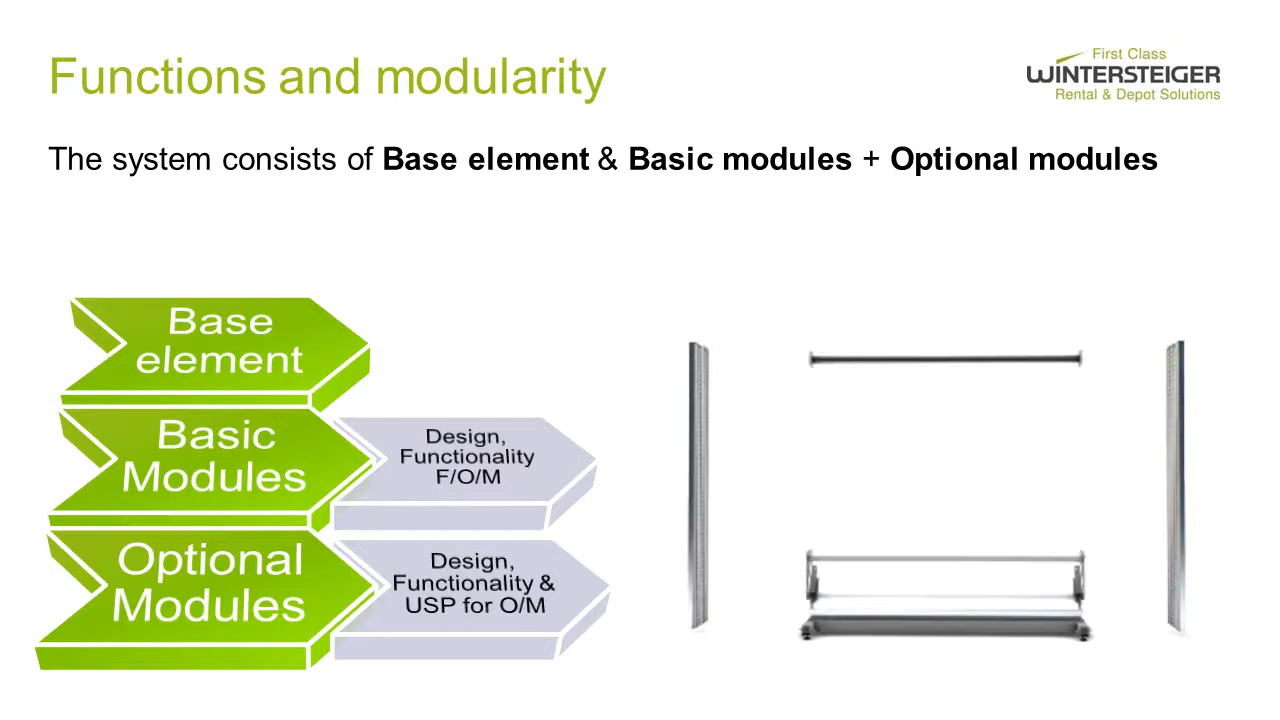 Functions and modularity
First Class
WINTERSTEIGER
Rental & Depot Solutions
The system consists of Base element & Basic modules + Optional modules
Base
element
Basic
Modules
Design,
Functionality
F/O/M
Optional
Modules
Design,
Functionality &
USP for O/M